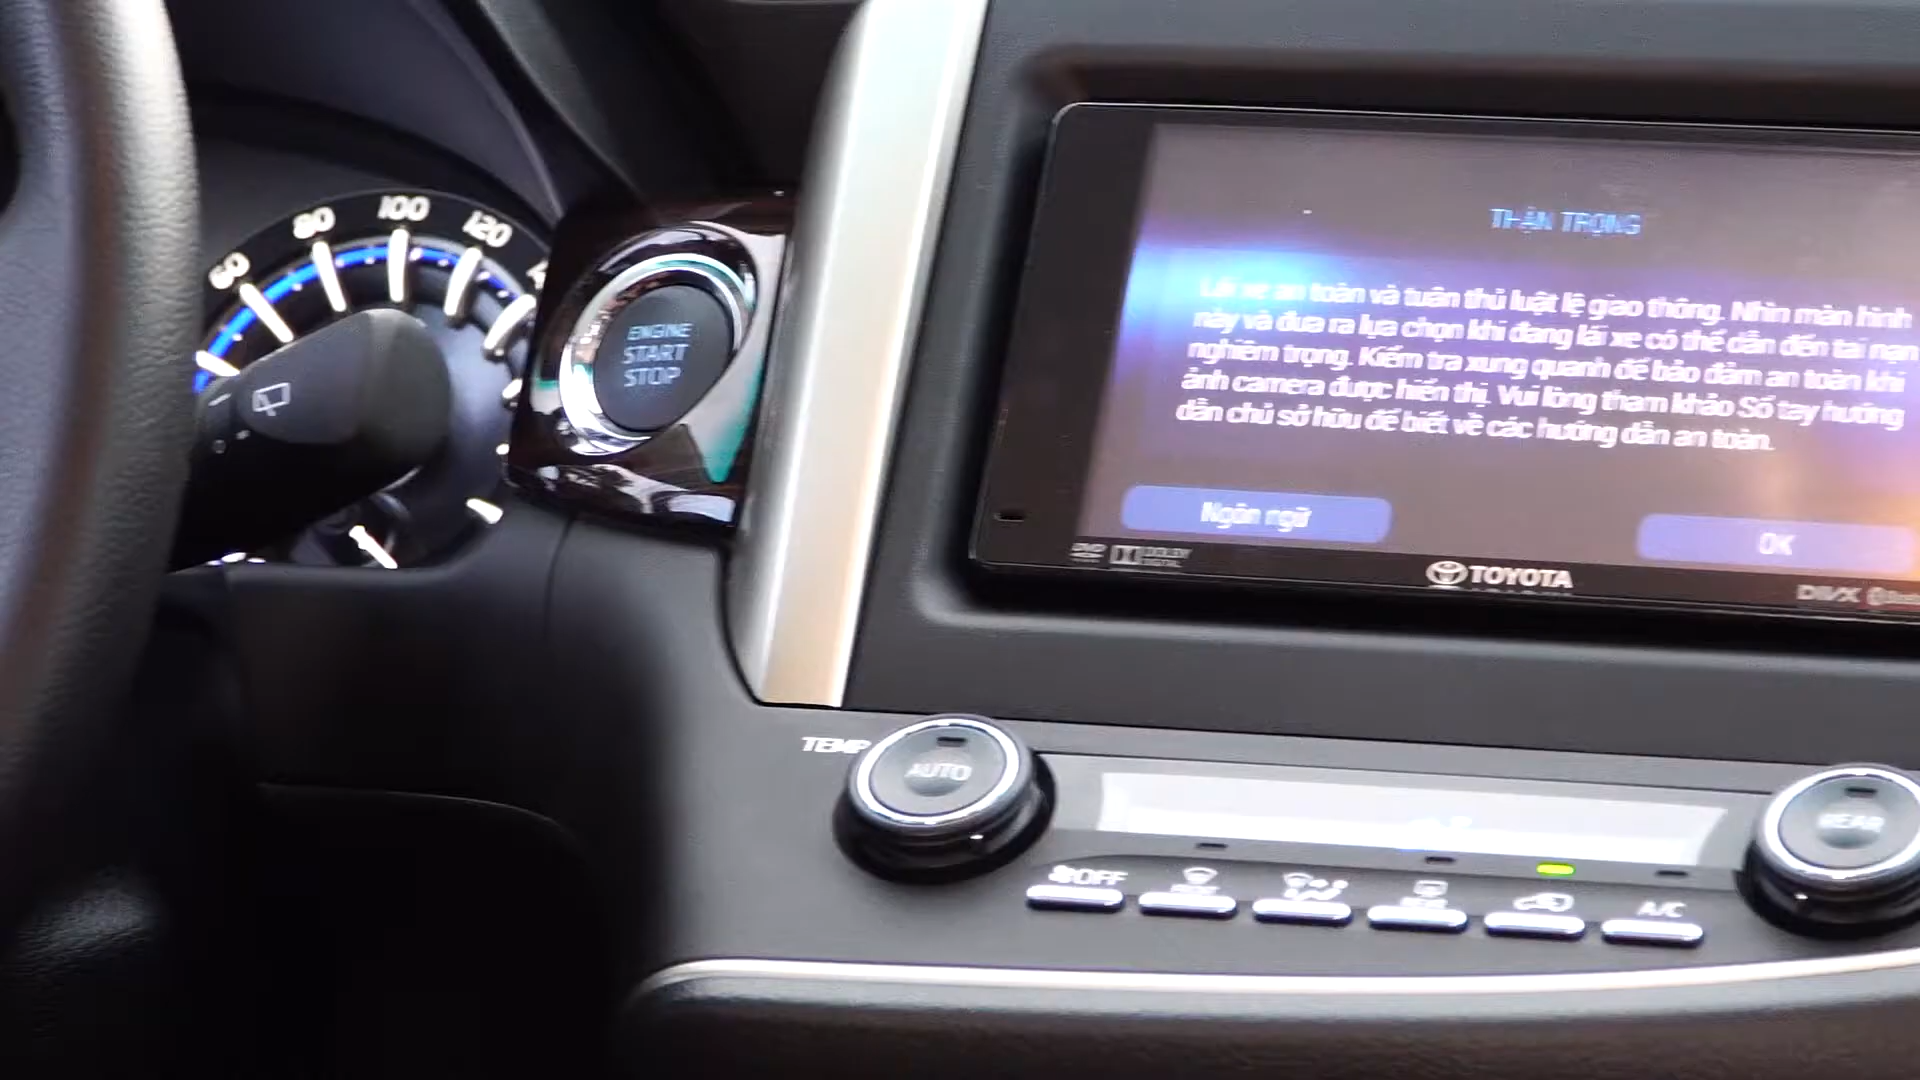 60
80
100
120
ENGINE
START
STOP
THẬN TRỌNG
Lái xe an toàn và tuân thủ luật lệ giao thông. Nhìn màn hình
này và đưa ra lựa chọn khi đang lái xe có thể dẫn đến tai nạn
nghiêm trọng. Kiểm tra xung quanh để bảo đảm an toàn khi
ảnh camera được hiển thị. Vui lòng tham khảo Sổ tay hướng
dẫn chủ sở hữu để biết về các hướng dẫn an toàn.
Ngôn ngữ
OK
DVD
DOLBY
DIGITAL
TOYOTA
DIVX
TEMP
AUTO
REAR
OFF
A/C